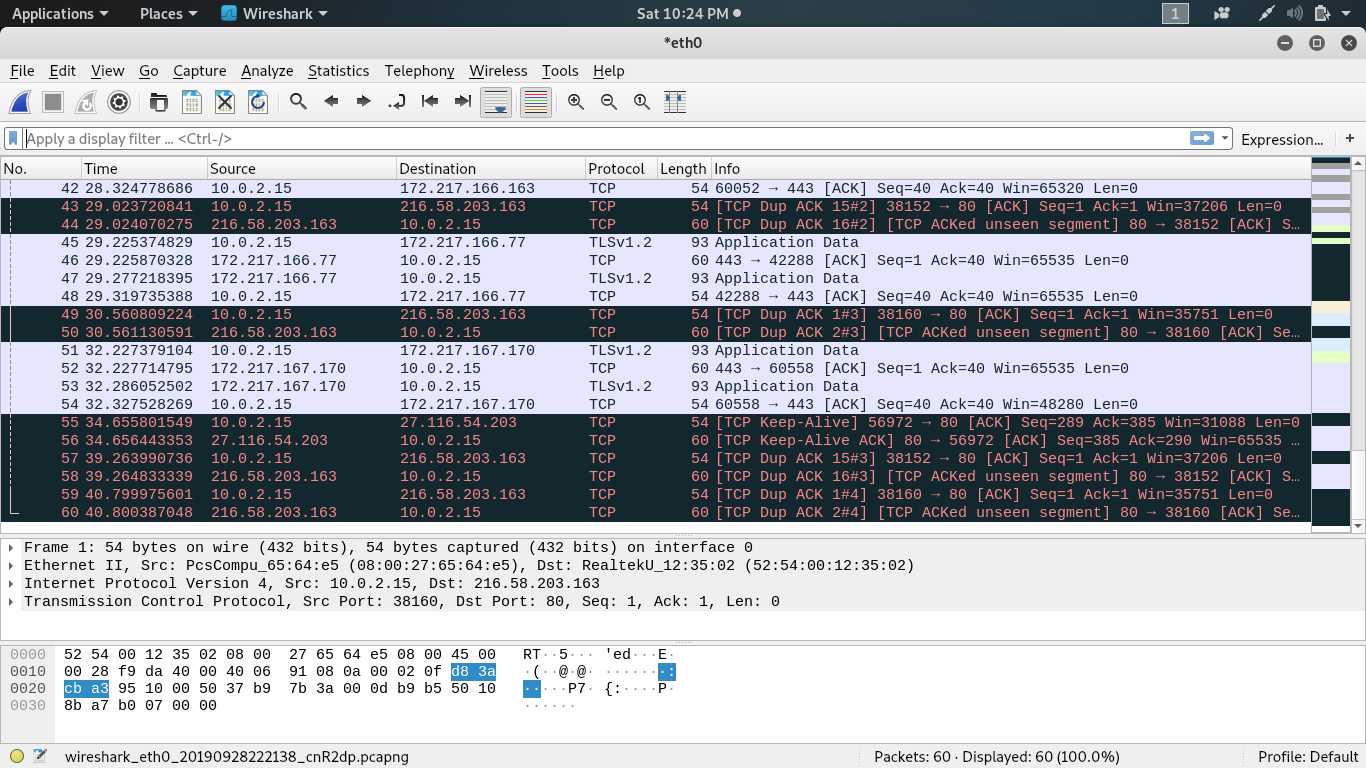 Applications Places Wireshark Sat 10:24 PM 1
*eth0
File Edit View Go Capture Analyze Statistics Telephony Wireless Tools Help
Apply a display filter ... <Ctrl-/> Expression... +
No. Time Source Destination Protocol Length Info
42 28.324778686 10.0.2.15 172.217.166.163 TCP 54 60052 → 443 [ACK] Seq=40 Ack=40 Win=65320 Len=0
43 29.023720841 10.0.2.15 216.58.203.163 TCP 54 [TCP Dup ACK 15#2] 38152 → 80 [ACK] Seq=1 Ack=1 Win=37206 Len=0
44 29.024070275 216.58.203.163 10.0.2.15 TCP 60 [TCP Dup ACK 16#2] [TCP ACKed unseen segment] 80 → 38152 [ACK] S…
45 29.225374829 10.0.2.15 172.217.166.77 TLSv1.2 93 Application Data
46 29.225870328 172.217.166.77 10.0.2.15 TCP 60 443 → 42288 [ACK] Seq=1 Ack=40 Win=65535 Len=0
47 29.277218395 172.217.166.77 10.0.2.15 TLSv1.2 93 Application Data
48 29.319735388 10.0.2.15 172.217.166.77 TCP 54 42288 → 443 [ACK] Seq=40 Ack=40 Win=65535 Len=0
49 30.560809224 10.0.2.15 216.58.203.163 TCP 54 [TCP Dup ACK 1#3] 38160 → 80 [ACK] Seq=1 Ack=1 Win=35751 Len=0
50 30.561130591 216.58.203.163 10.0.2.15 TCP 60 [TCP Dup ACK 2#3] [TCP ACKed unseen segment] 80 → 38160 [ACK] Se…
51 32.227379104 10.0.2.15 172.217.167.170 TLSv1.2 93 Application Data
52 32.227714795 172.217.167.170 10.0.2.15 TCP 60 443 → 60558 [ACK] Seq=1 Ack=40 Win=65535 Len=0
53 32.286052502 172.217.167.170 10.0.2.15 TLSv1.2 93 Application Data
54 32.327528269 10.0.2.15 172.217.167.170 TCP 54 60558 → 443 [ACK] Seq=40 Ack=40 Win=48280 Len=0
55 34.655801549 10.0.2.15 27.116.54.203 TCP 54 [TCP Keep-Alive] 56972 → 80 [ACK] Seq=289 Ack=385 Win=31088 Len=0
56 34.656443353 27.116.54.203 10.0.2.15 TCP 60 [TCP Keep-Alive ACK] 80 → 56972 [ACK] Seq=385 Ack=290 Win=65535 …
57 39.263990736 10.0.2.15 216.58.203.163 TCP 54 [TCP Dup ACK 15#3] 38152 → 80 [ACK] Seq=1 Ack=1 Win=37206 Len=0
58 39.264833339 216.58.203.163 10.0.2.15 TCP 60 [TCP Dup ACK 16#3] [TCP ACKed unseen segment] 80 → 38152 [ACK] S…
59 40.799975601 10.0.2.15 216.58.203.163 TCP 54 [TCP Dup ACK 1#4] 38160 → 80 [ACK] Seq=1 Ack=1 Win=35751 Len=0
60 40.800387048 216.58.203.163 10.0.2.15 TCP 60 [TCP Dup ACK 2#4] [TCP ACKed unseen segment] 80 → 38160 [ACK] Se…
Frame 1: 54 bytes on wire (432 bits), 54 bytes captured (432 bits) on interface 0
Ethernet II, Src: PcsCompu_65:64:e5 (08:00:27:65:64:e5), Dst: RealtekU_12:35:02 (52:54:00:12:35:02)
Internet Protocol Version 4, Src: 10.0.2.15, Dst: 216.58.203.163
Transmission Control Protocol, Src Port: 38160, Dst Port: 80, Seq: 1, Ack: 1, Len: 0
0000 52 54 00 12 35 02 08 00 27 65 64 e5 08 00 45 00 RT··5··· 'ed···E·
0010 00 28 f9 da 40 00 40 06 91 08 0a 00 02 0f d8 3a ·(··@·@· ·······:
0020 cb a3 95 10 00 50 37 b9 7b 3a 00 0d b9 b5 50 10 ·····P7· {:····P·
0030 8b a7 b0 07 00 00 ······
wireshark_eth0_20190928222138_cnR2dp.pcapng Packets: 60 · Displayed: 60 (100.0%) Profile: Default